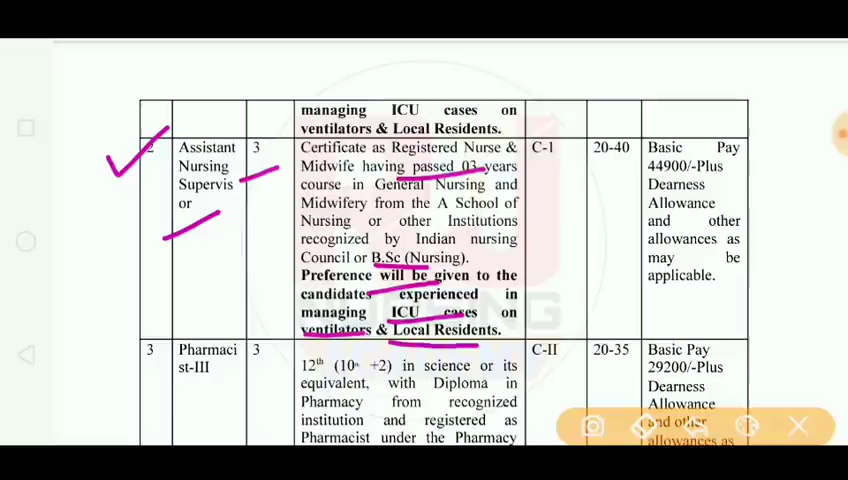 managing ICU cases on
ventilators & Local Residents.
2 Assistant 3 Certificate as Registered Nurse & C-1 20-40 Basic Pay
Nursing Midwife having passed 03 years 44900/-Plus
Supervis course in General Nursing and Dearness
or Midwifery from the A School of Allowance
Nursing or other Institutions and other
recognized by Indian nursing allowances as
Council or B.Sc (Nursing). may be
Preference will be given to the applicable.
candidates experienced in
managing ICU cases on
ventilators & Local Residents.
3 Pharmaci 3 C-II 20-35 Basic Pay
st-III 12th (10th +2) in science or its 29200/-Plus
equivalent, with Diploma in Dearness
Pharmacy from recognized Allowance
institution and registered as and other
Pharmacist under the Pharmacy allowances as
NURSING